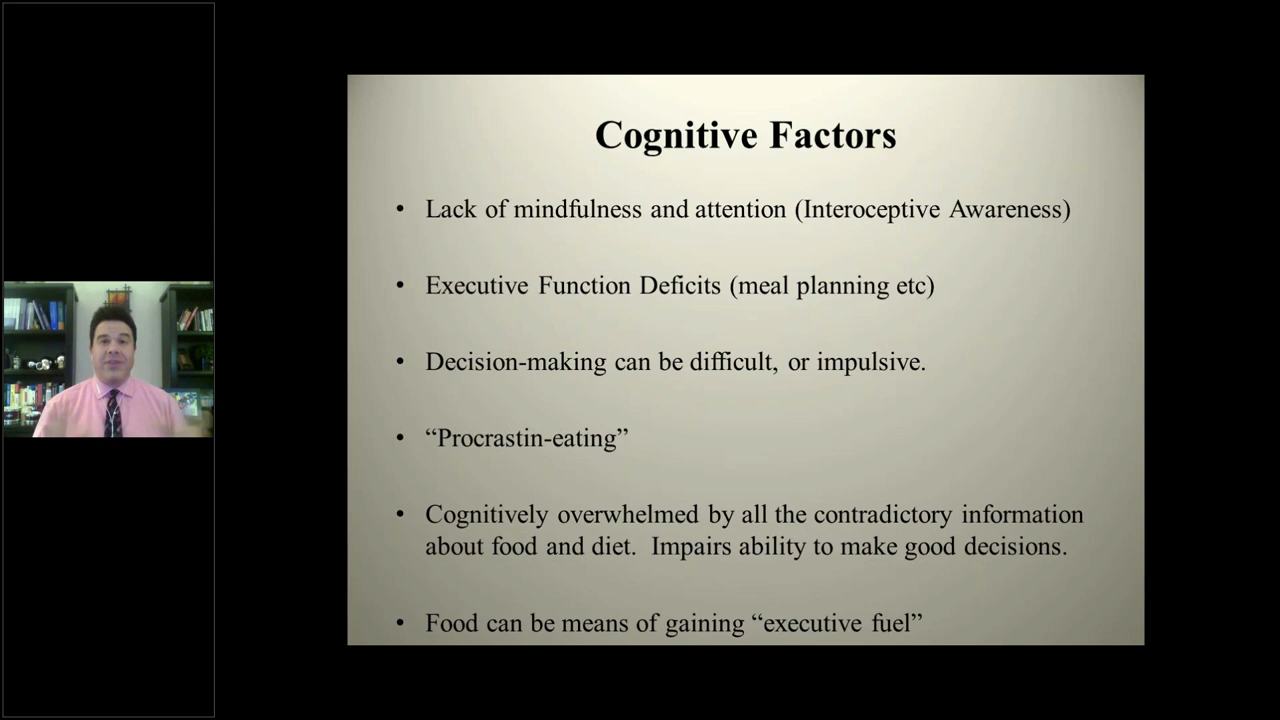 Cognitive Factors
• Lack of mindfulness and attention (Interoceptive Awareness)
• Executive Function Deficits (meal planning etc)
• Decision-making can be difficult, or impulsive.
• “Procrastin-eating”
• Cognitively overwhelmed by all the contradictory information
about food and diet.  Impairs ability to make good decisions.
• Food can be means of gaining “executive fuel”